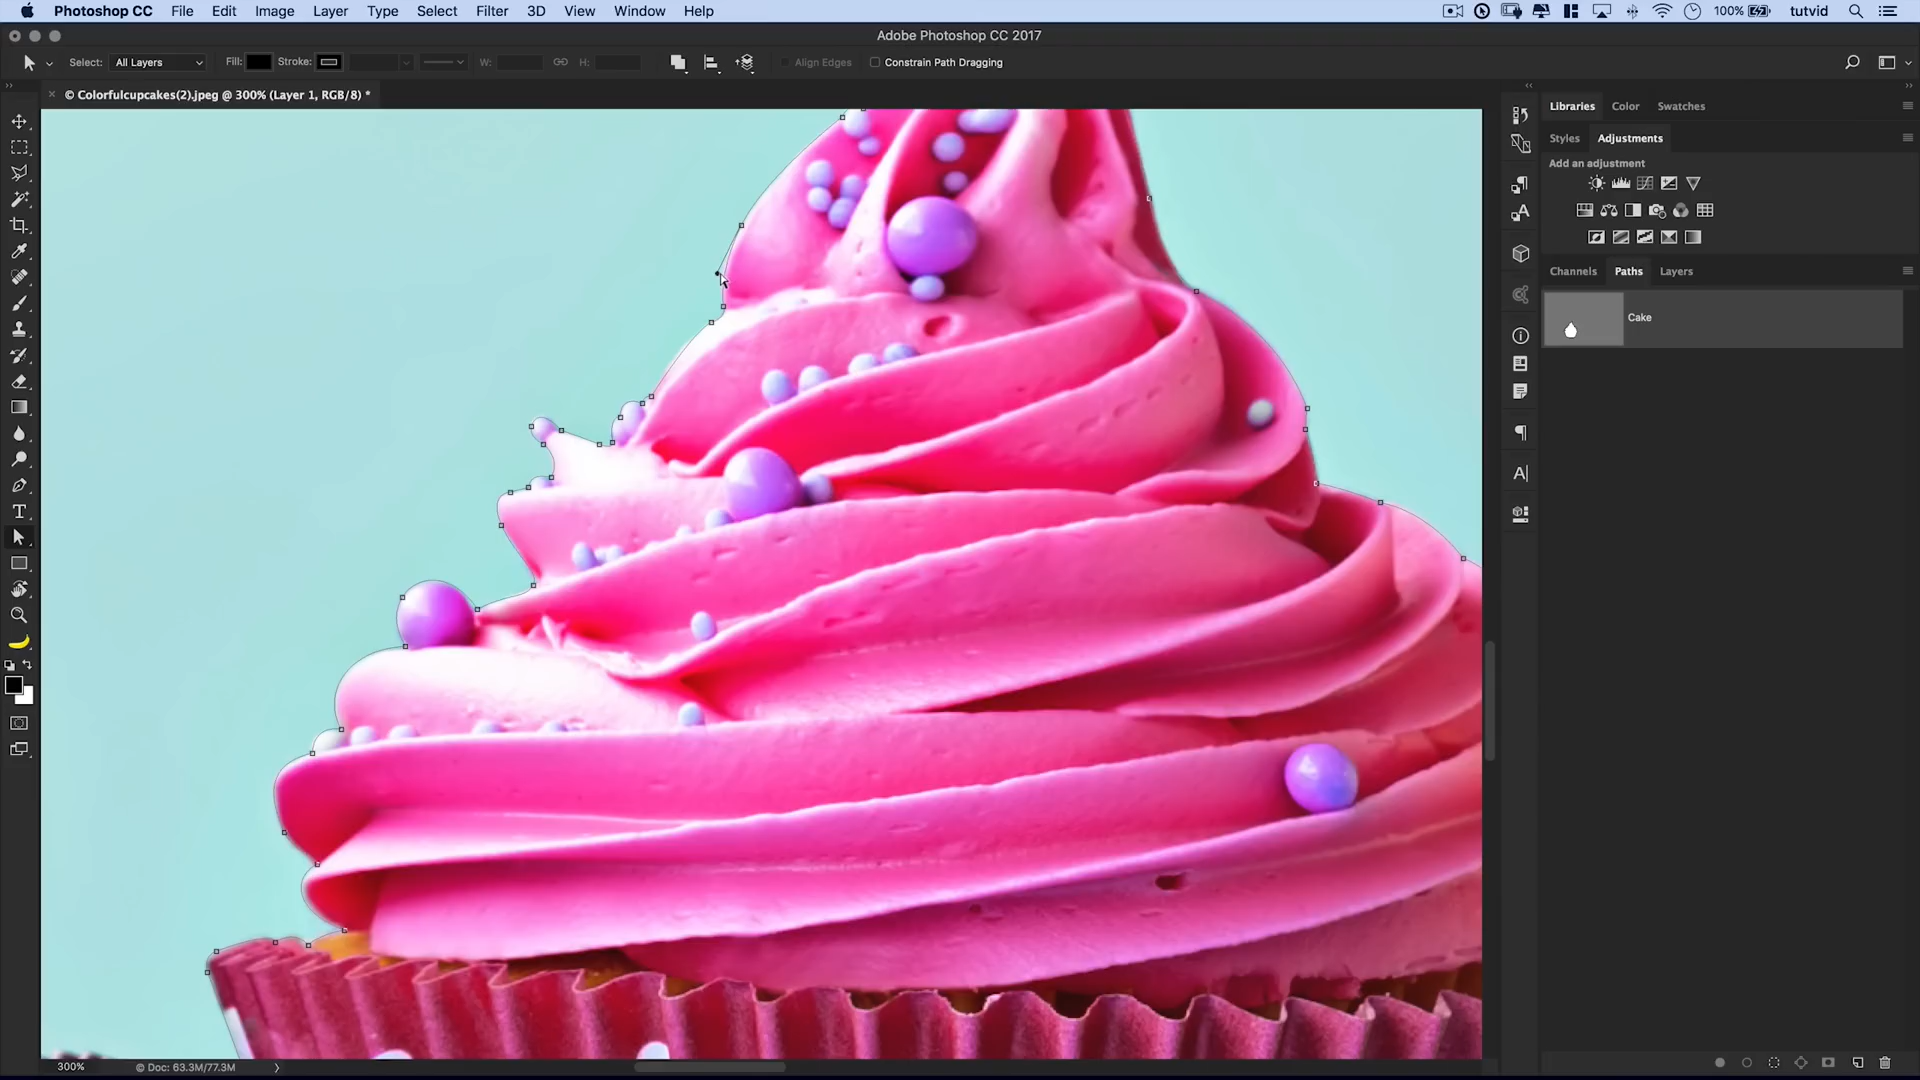 Photoshop CC File Edit Image Layer Type Select Filter 3D View Window Help 100% tutvid
Adobe Photoshop CC 2017
Select: All Layers Fill: Stroke: W: H: Align Edges Constrain Path Dragging
× © Colorfulcupcakes(2).jpeg @ 300% (Layer 1, RGB/8) *
Libraries Color Swatches
Styles Adjustments
Add an adjustment
Channels Paths Layers
Cake
300% © Doc: 63.3M/77.3M